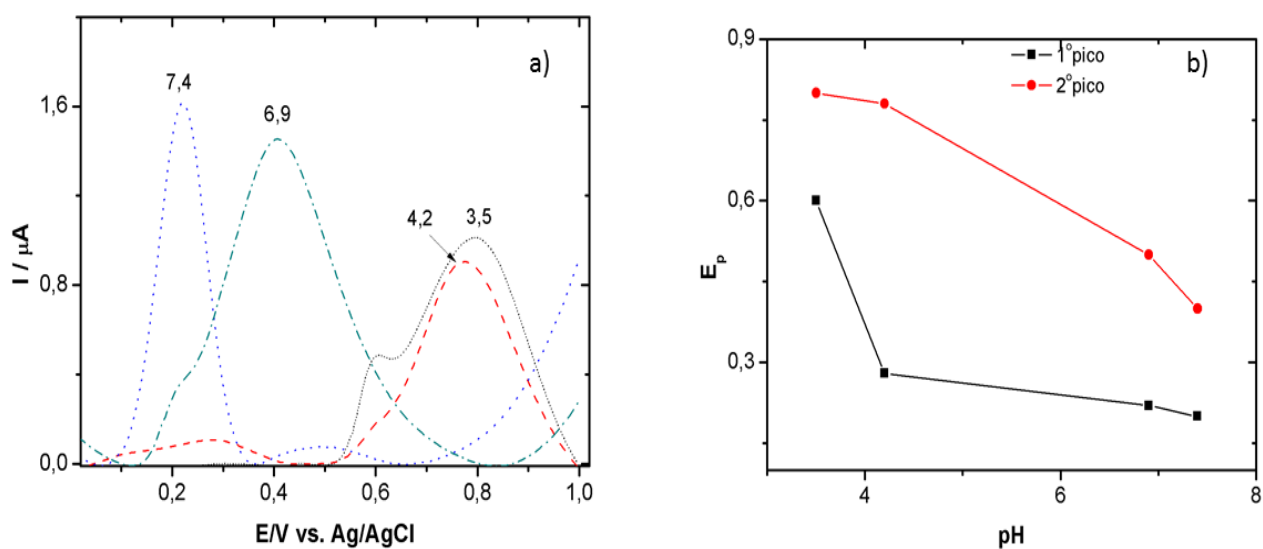 a)
7,4
6,9
4,2
3,5
1,6
0,8
0,0
I / μA
0,2
0,4
0,6
0,8
1,0
E/V vs. Ag/AgCl
b)
1°pico
2°pico
0,9
0,6
0,3
Ep
4
6
8
pH